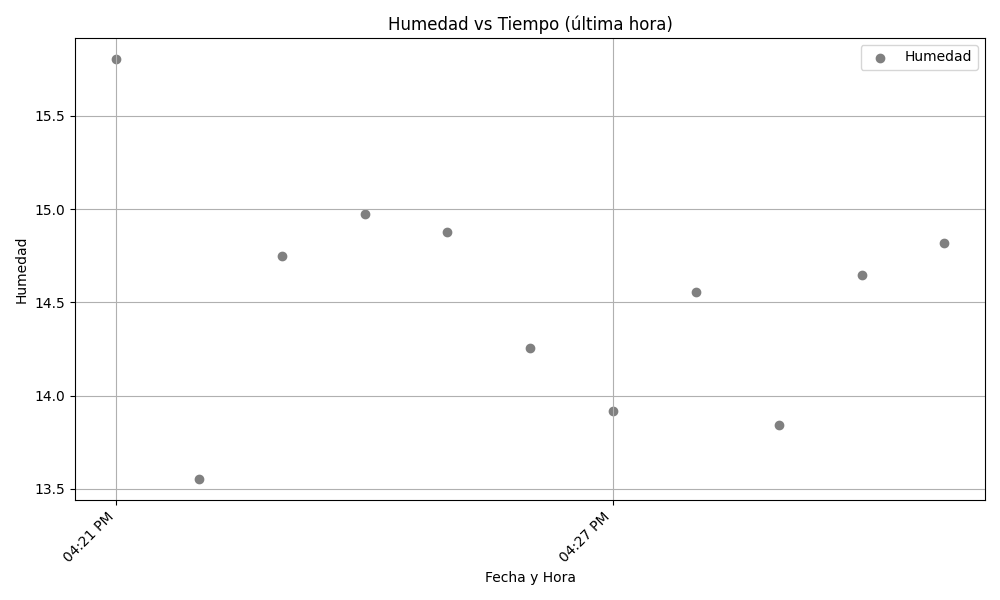 Humedad vs Tiempo (última hora)
Humedad
15.5
15.0
14.5
14.0
13.5
Humedad
04:21 PM
04:27 PM
Fecha y Hora